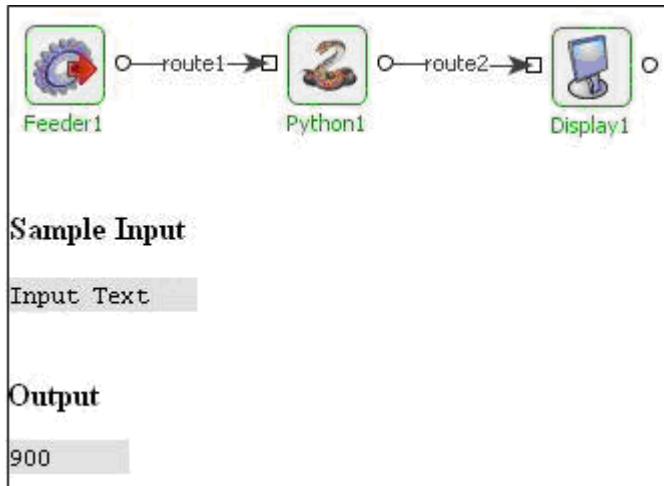 route1 route2
Feeder1 Python1 Display1
Sample Input
Input Text
Output
900